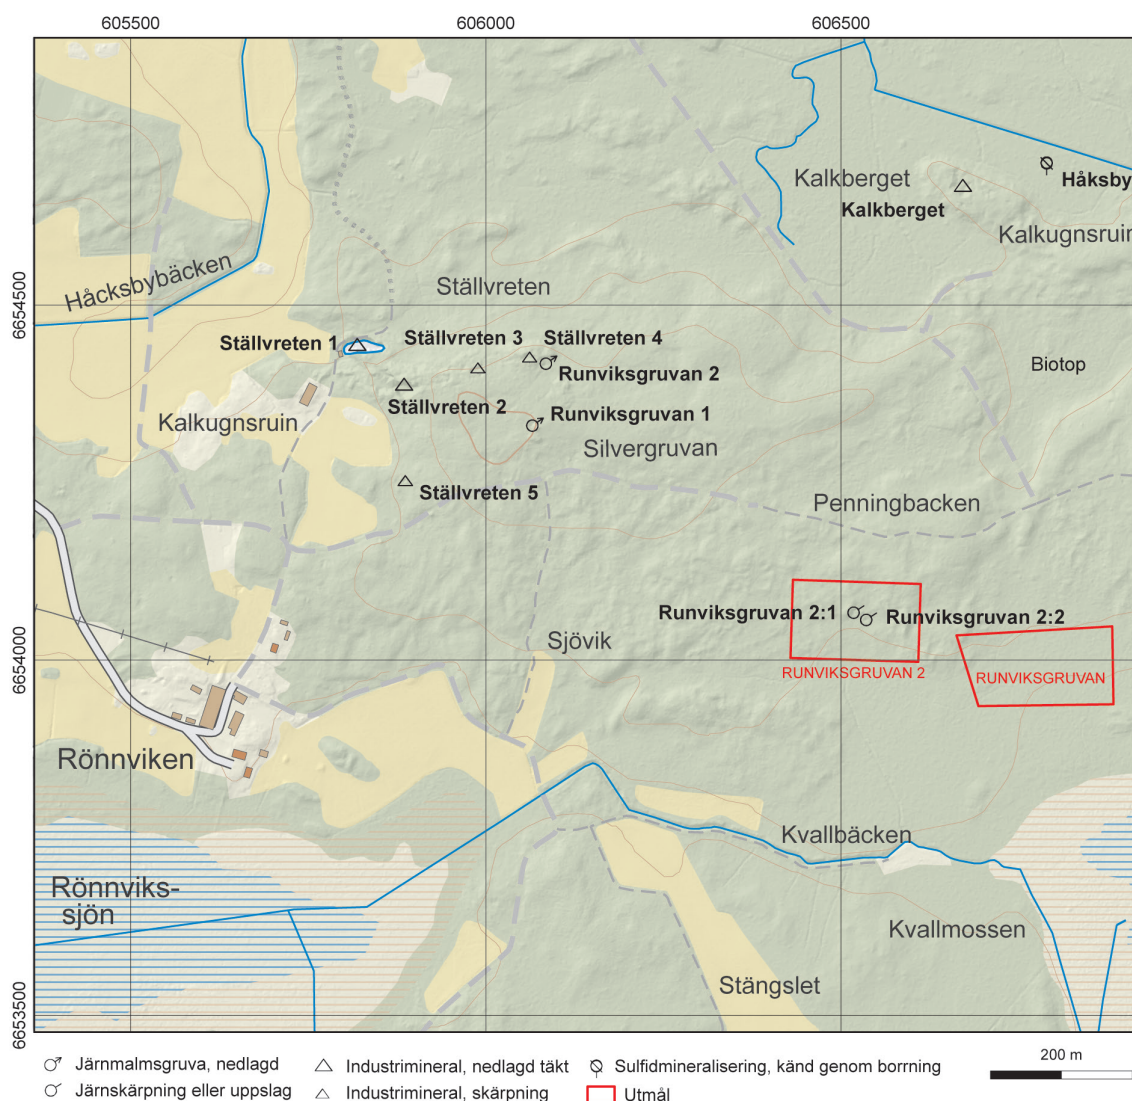 605500
606000
606500
Kalkberget
Håksby
Kalkberget
Kalkugnsruin
Håcksbybäcken
Ställvreten
6654500
Ställvreten 1
Ställvreten 3
Ställvreten 4
Runviksgruvan 2
Biotop
Ställvreten 2
Runviksgruvan 1
Kalkugnsruin
Silvergruvan
Ställvreten 5
Penningbacken
Runviksgruvan 2:1
Runviksgruvan 2:2
Sjövik
6654000
RUNVIKSGRUVAN 2
RUNVIKSGRUVAN
Rönnviken
Kvallbäcken
Rönnviks-
sjön
Kvallmossen
Stängslet
6653500
Järnmalmsgruva, nedlagd
Järnskärpning eller uppslag
Industrimineral, nedlagd täkt
Industrimineral, skärpning
Sulfidmineralisering, känd genom borrning
Utmål
200 m